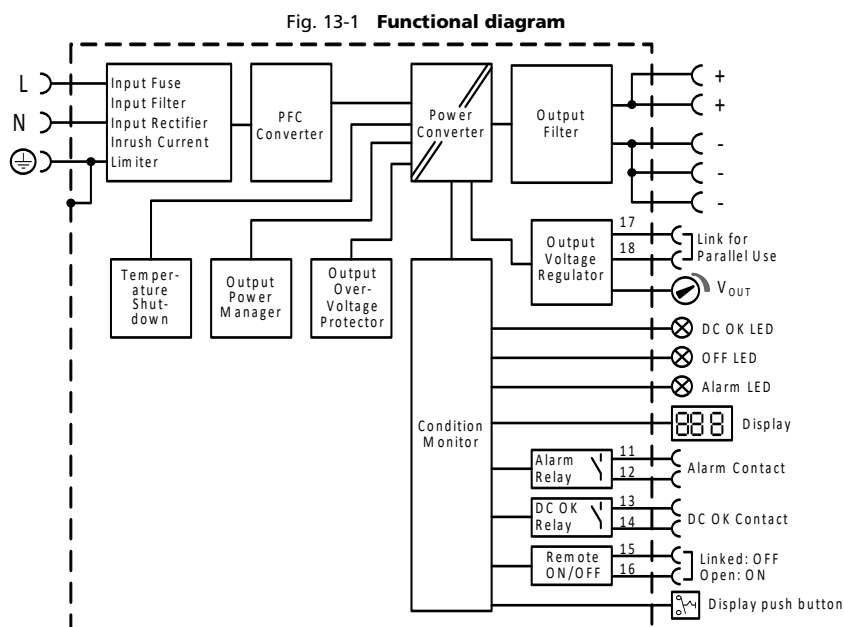 Fig. 13-1 Functional diagram
L
N
Input Fuse
Input Filter
Input Rectifier
Inrush Current
Limiter
PFC
Converter
Power
Converter
Output
Filter
+
+
-
-
-
Temper-
ature
Shut-
down
Output
Power
Manager
Output
Over-
Voltage
Protector
Output
Voltage
Regulator
17
18
Link for
Parallel Use
VOUT
DC OK LED
OFF LED
Alarm LED
888
Display
Condition
Monitor
Alarm
Relay
11
12
Alarm Contact
DC OK
Relay
13
14
DC OK Contact
Remote
ON/OFF
15
16
Linked: OFF
Open: ON
Display push button